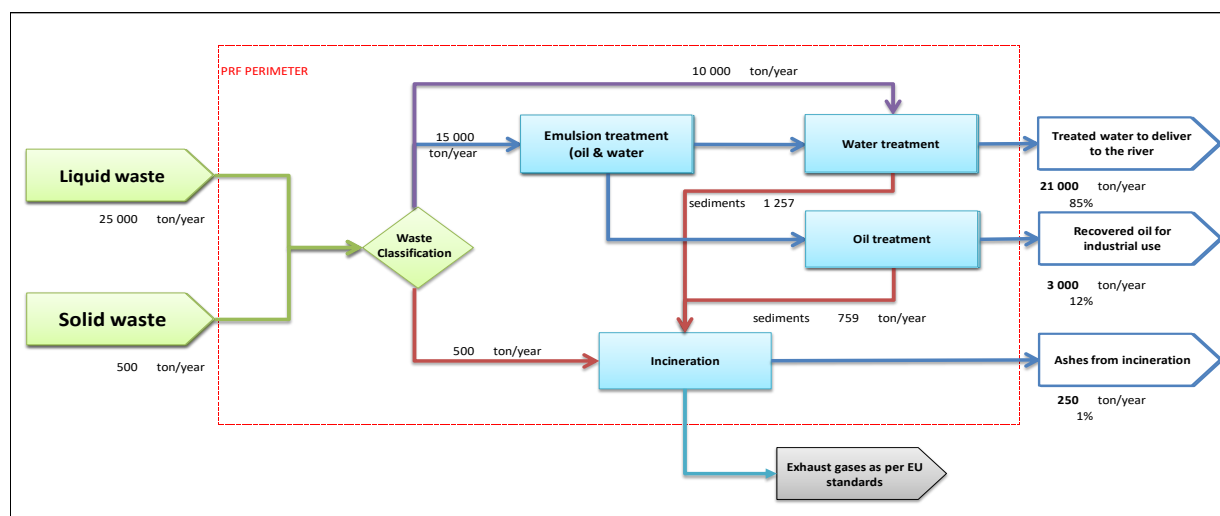 PRF PERIMETER
10 000 ton/year
15 000
ton/year
Emulsion treatment
(oil & water
Water treatment
Treated water to deliver
to the river
Liquid waste
25 000 ton/year
21 000 ton/year
85%
sediments 1 257
Waste
Classification
Oil treatment
Recovered oil for
industrial use
3 000 ton/year
12%
Solid waste
500 ton/year
sediments 759 ton/year
500 ton/year
Incineration
Ashes from incineration
250 ton/year
1%
Exhaust gases as per EU
standards